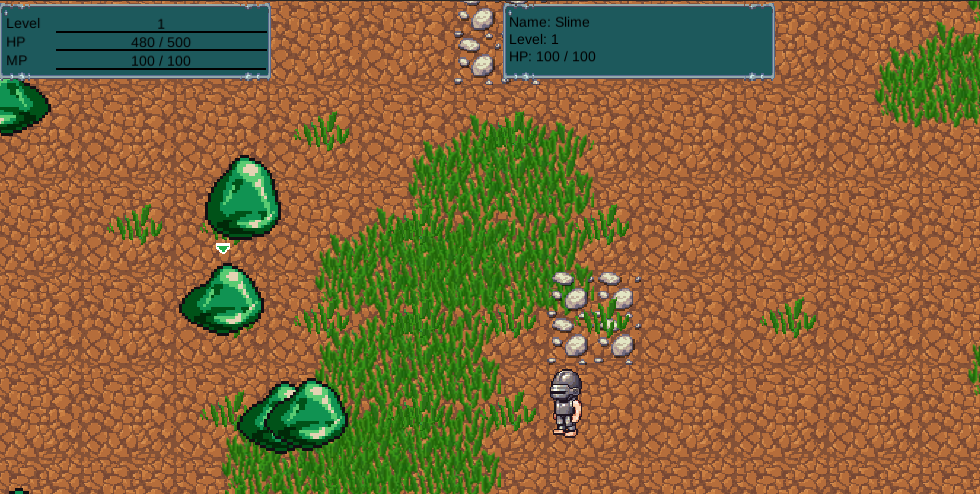 Level 1
HP 480 / 500
MP 100 / 100
Name: Slime
Level: 1
HP: 100 / 100